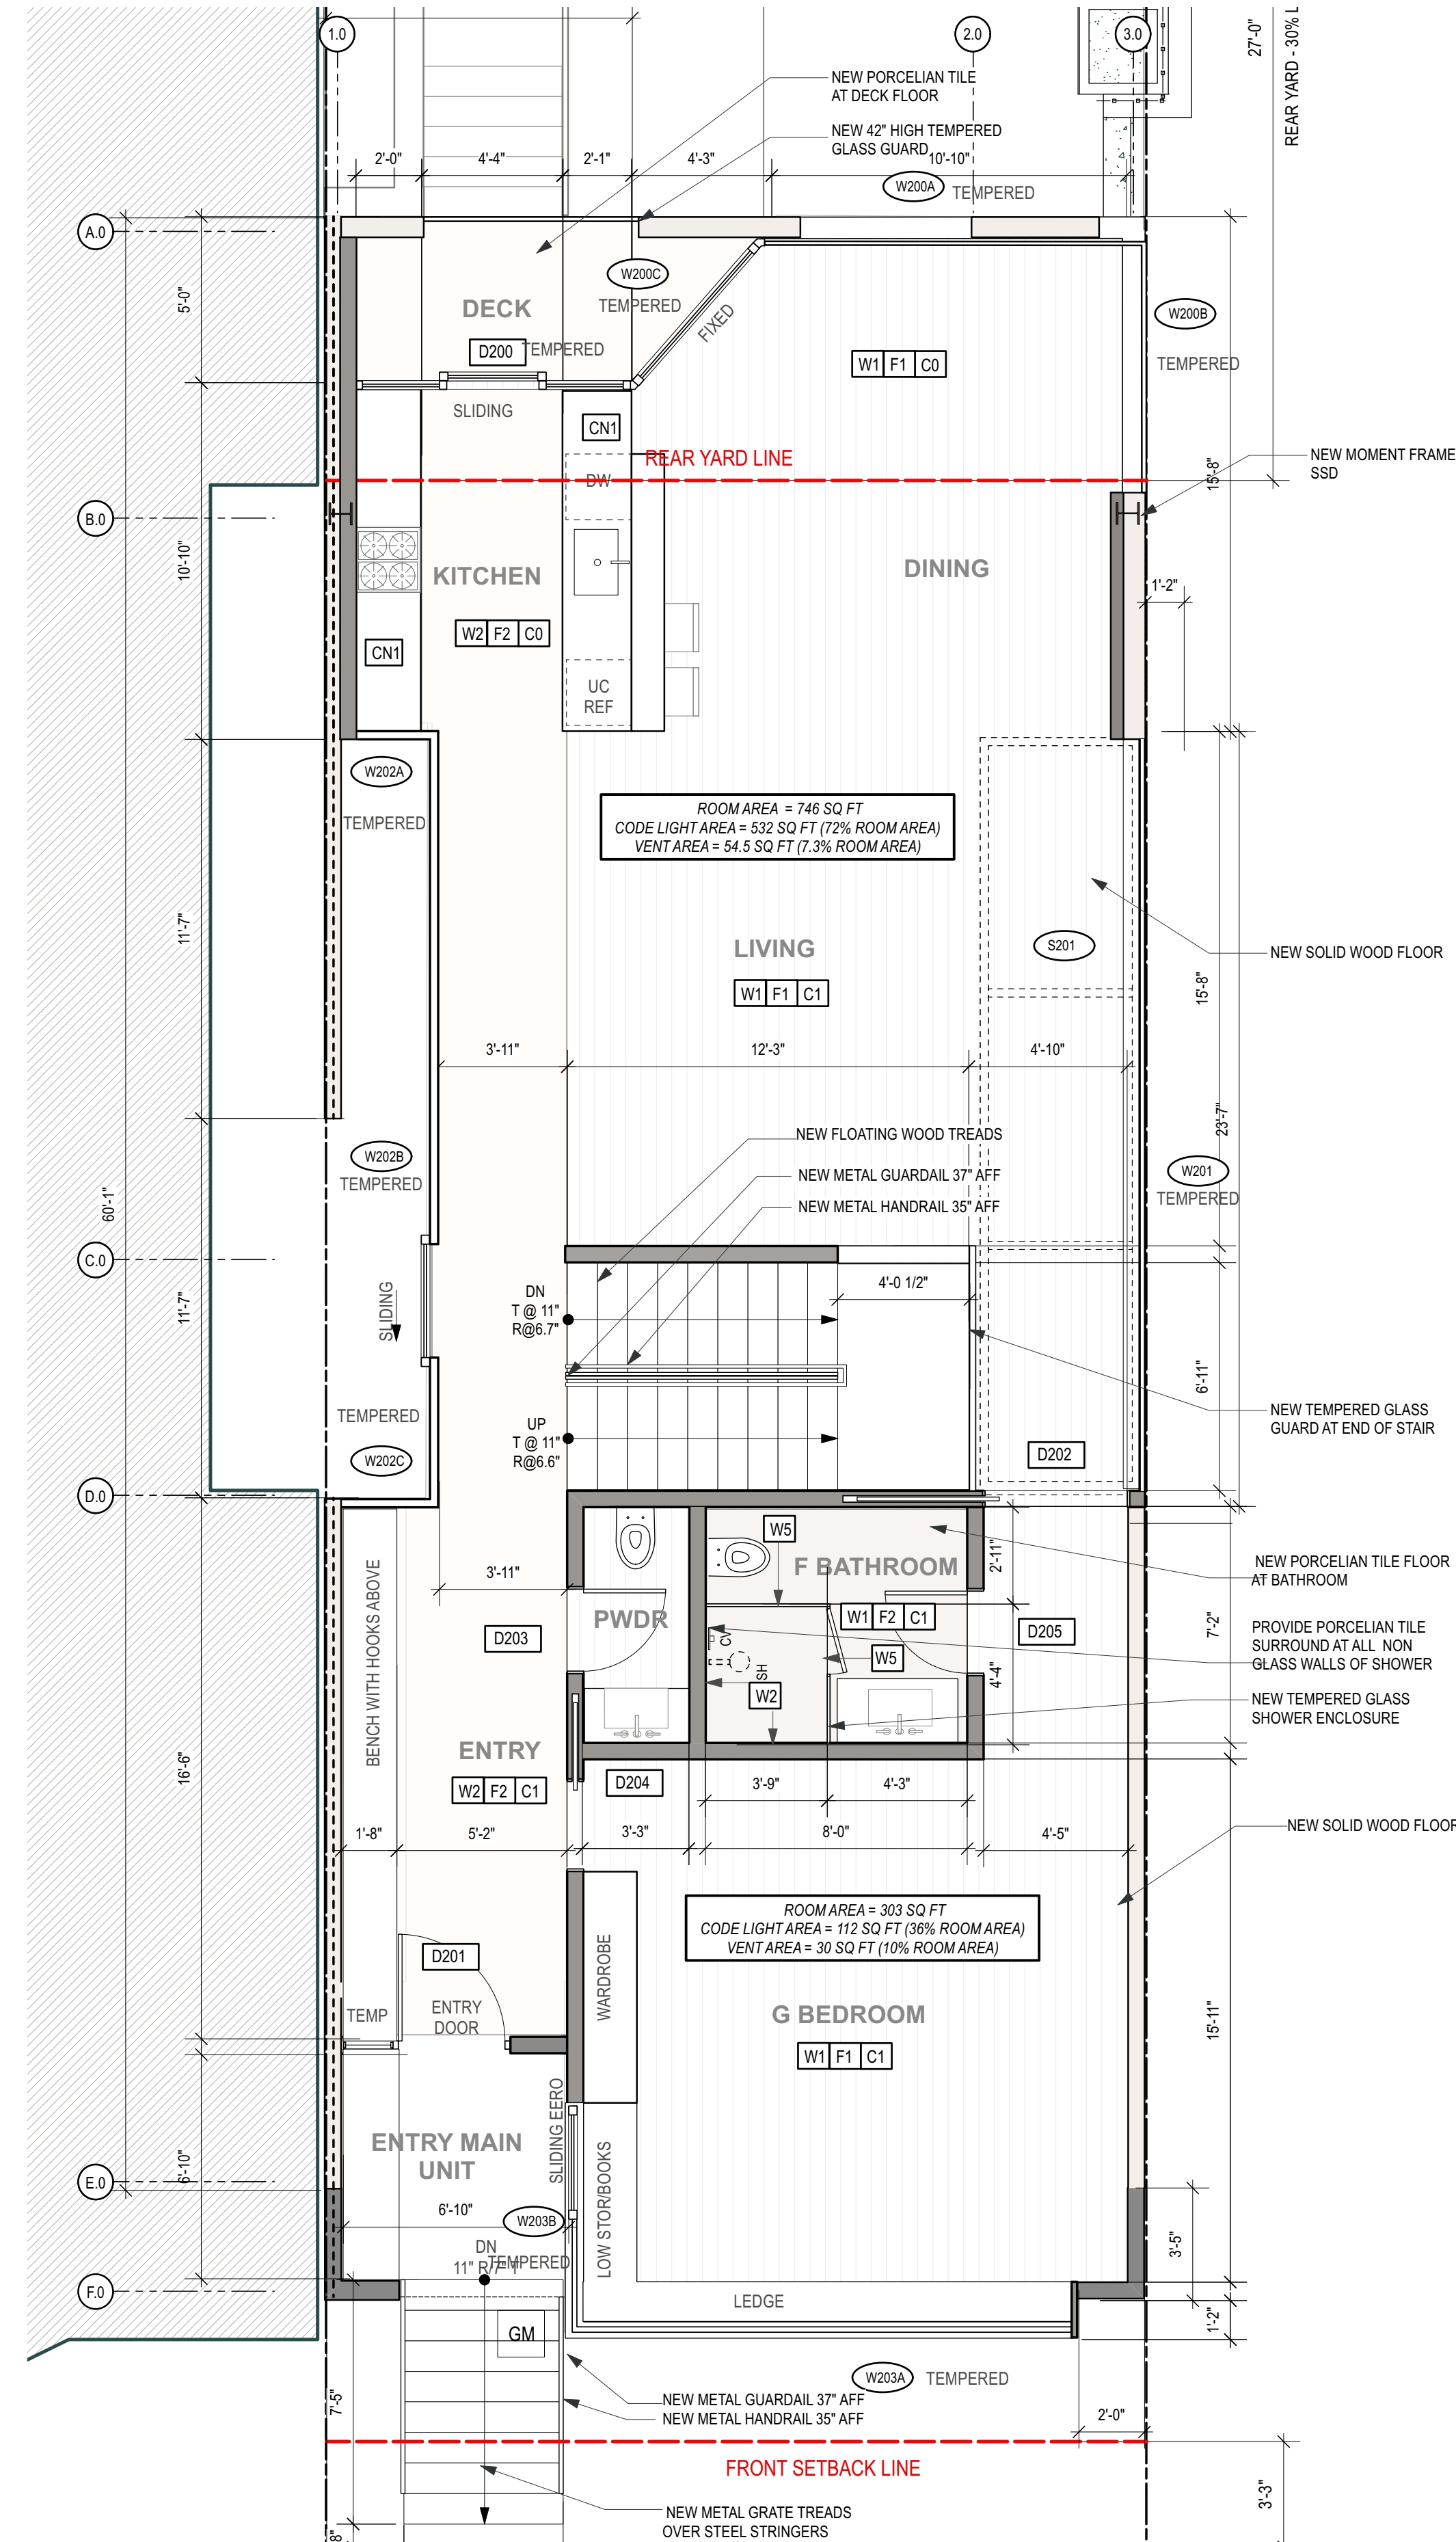 1.0
2.0
3.0
27'-0"
REAR YARD - 30% L
NEW PORCELIAN TILE
AT DECK FLOOR
NEW 42" HIGH TEMPERED
GLASS GUARD
2'-0"
4'-4"
2'-1"
4'-3"
10'-10"
W200A
TEMPERED
A.0
5'-0"
W200C
TEMPERED
DECK
FIXED
W200B
D200
TEMPERED
TEMPERED
W1 F1 C0
SLIDING
CN1
REAR YARD LINE
DW
15'-8"
NEW MOMENT FRAME
SSD
B.0
10'-10"
KITCHEN
DINING
1'-2"
W2 F2 C0
CN1
UC
REF
W202A
TEMPERED
ROOM AREA = 746 SQ FT
CODE LIGHT AREA = 532 SQ FT (72% ROOM AREA)
VENT AREA = 54.5 SQ FT (7.3% ROOM AREA)
11'-7"
LIVING
S201
NEW SOLID WOOD FLOOR
W1 F1 C1
15'-8"
3'-11"
12'-3"
4'-10"
23'-7"
NEW FLOATING WOOD TREADS
W202B
TEMPERED
NEW METAL GUARDAIL 37" AFF
W201
TEMPERED
NEW METAL HANDRAIL 35" AFF
60'-1"
C.0
11'-7"
SLIDING
DN
T @ 11"
R@6.7"
4'-0 1/2"
6'-11"
TEMPERED
UP
T @ 11"
R@6.6"
NEW TEMPERED GLASS
GUARD AT END OF STAIR
W202C
D202
D.0
W5
BENCH WITH HOOKS ABOVE
F BATHROOM
2'-11"
NEW PORCELIAN TILE FLOOR
AT BATHROOM
3'-11"
PWDR
W1 F2 C1
7'-2"
D203
D205
CV
W5
SH
PROVIDE PORCELIAN TILE
SURROUND AT ALL NON
GLASS WALLS OF SHOWER
4'-4"
W2
NEW TEMPERED GLASS
SHOWER ENCLOSURE
ENTRY
16'-6"
W2 F2 C1
D204
3'-9"
4'-3"
1'-8"
5'-2"
3'-3"
8'-0"
4'-5"
NEW SOLID WOOD FLOOR
ROOM AREA = 303 SQ FT
CODE LIGHT AREA = 112 SQ FT (36% ROOM AREA)
VENT AREA = 30 SQ FT (10% ROOM AREA)
D201
WARDROBE
TEMP
ENTRY
DOOR
G BEDROOM
15'-11"
W1 F1 C1
SLIDING EERO
ENTRY MAIN
UNIT
LOW STOR/BOOKS
6'-10"
E.0
6'-10"
W203B
3'-5"
DN
11" R/7" T
TEMPERED
F.0
LEDGE
1'-2"
GM
W203A
TEMPERED
7'-5"
NEW METAL GUARDAIL 37" AFF
NEW METAL HANDRAIL 35" AFF
2'-0"
FRONT SETBACK LINE
3'-3"
NEW METAL GRATE TREADS
OVER STEEL STRINGERS
8"